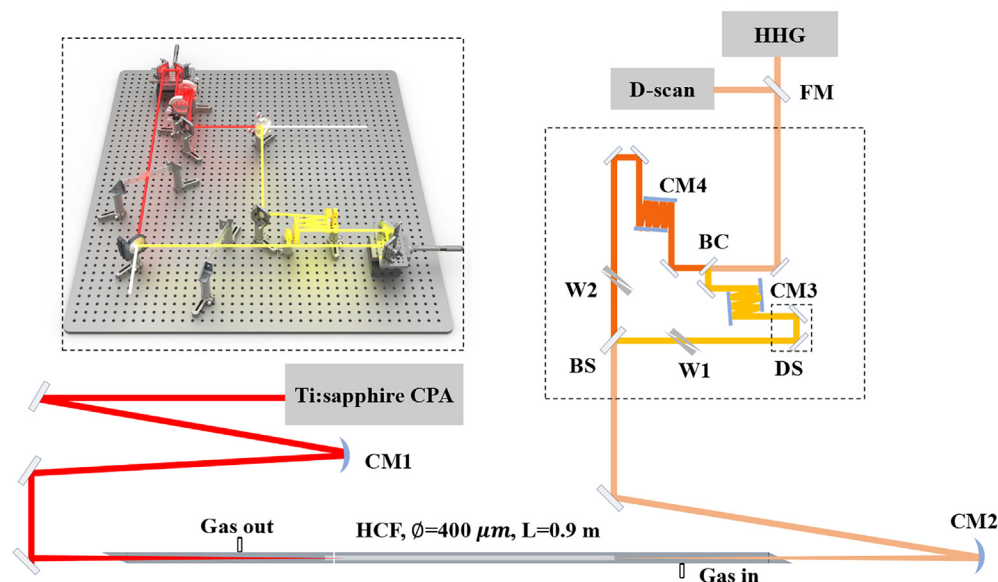 HHG
D-scan
FM
CM4
BC
W2
CM3
BS
W1
DS
Ti:sapphire CPA
CM1
Gas out
HCF, ∅=400 μm, L=0.9 m
CM2
Gas in